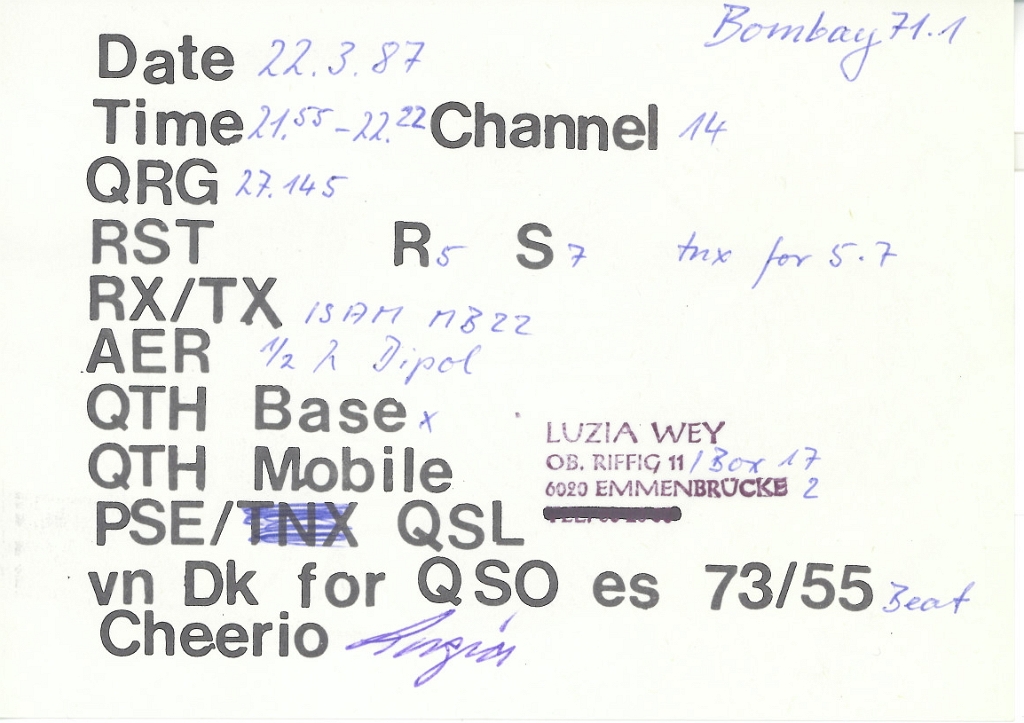 Bombay 71.1
Date 22.3.87
Time 21.55 - 22.22 Channel 14
QRG 27.145
RST R 5 S 7 tnx for 5.7
RX/TX ISAM MB22
AER 1/2 λ Dipol
QTH Base x
LUZIA WEY
OB. RIFFIG 11 / Box 17
QTH Mobile
6020 EMMENBRÜCKE 2
PSE/TNX QSL
vn Dk for QSO es 73/55 Beat
Cheerio